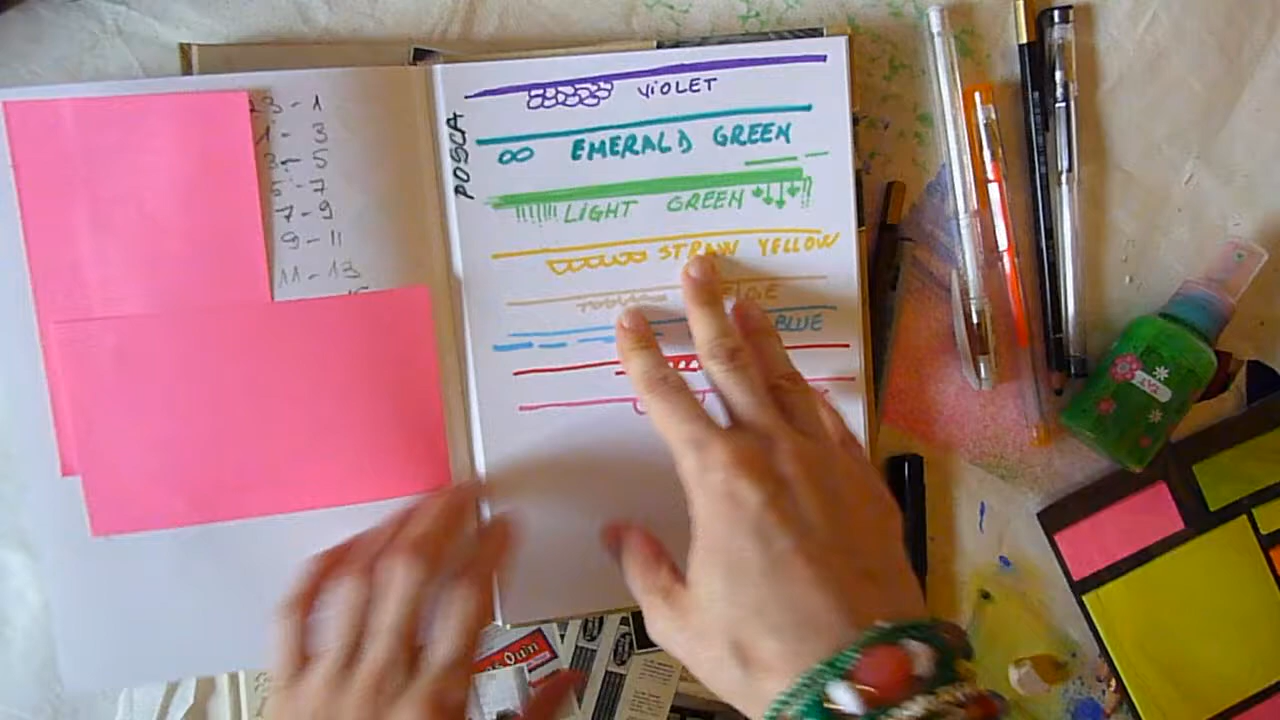 23 - 1
1 - 3
3 - 5
5 - 7
7 - 9
9 - 11
11 - 13
POSCA
VIOLET
EMERALD GREEN
LIGHT GREEN
STRAW YELLOW
BLUE